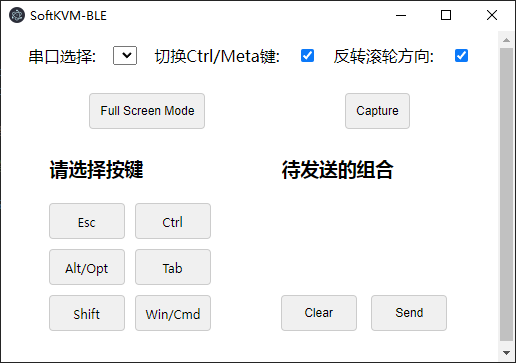 SoftKVM-BLE
串口选择: 切换Ctrl/Meta键: 反转滚轮方向:
Full Screen Mode Capture
请选择按键 待发送的组合
Esc Ctrl
Alt/Opt Tab
Shift Win/Cmd Clear Send